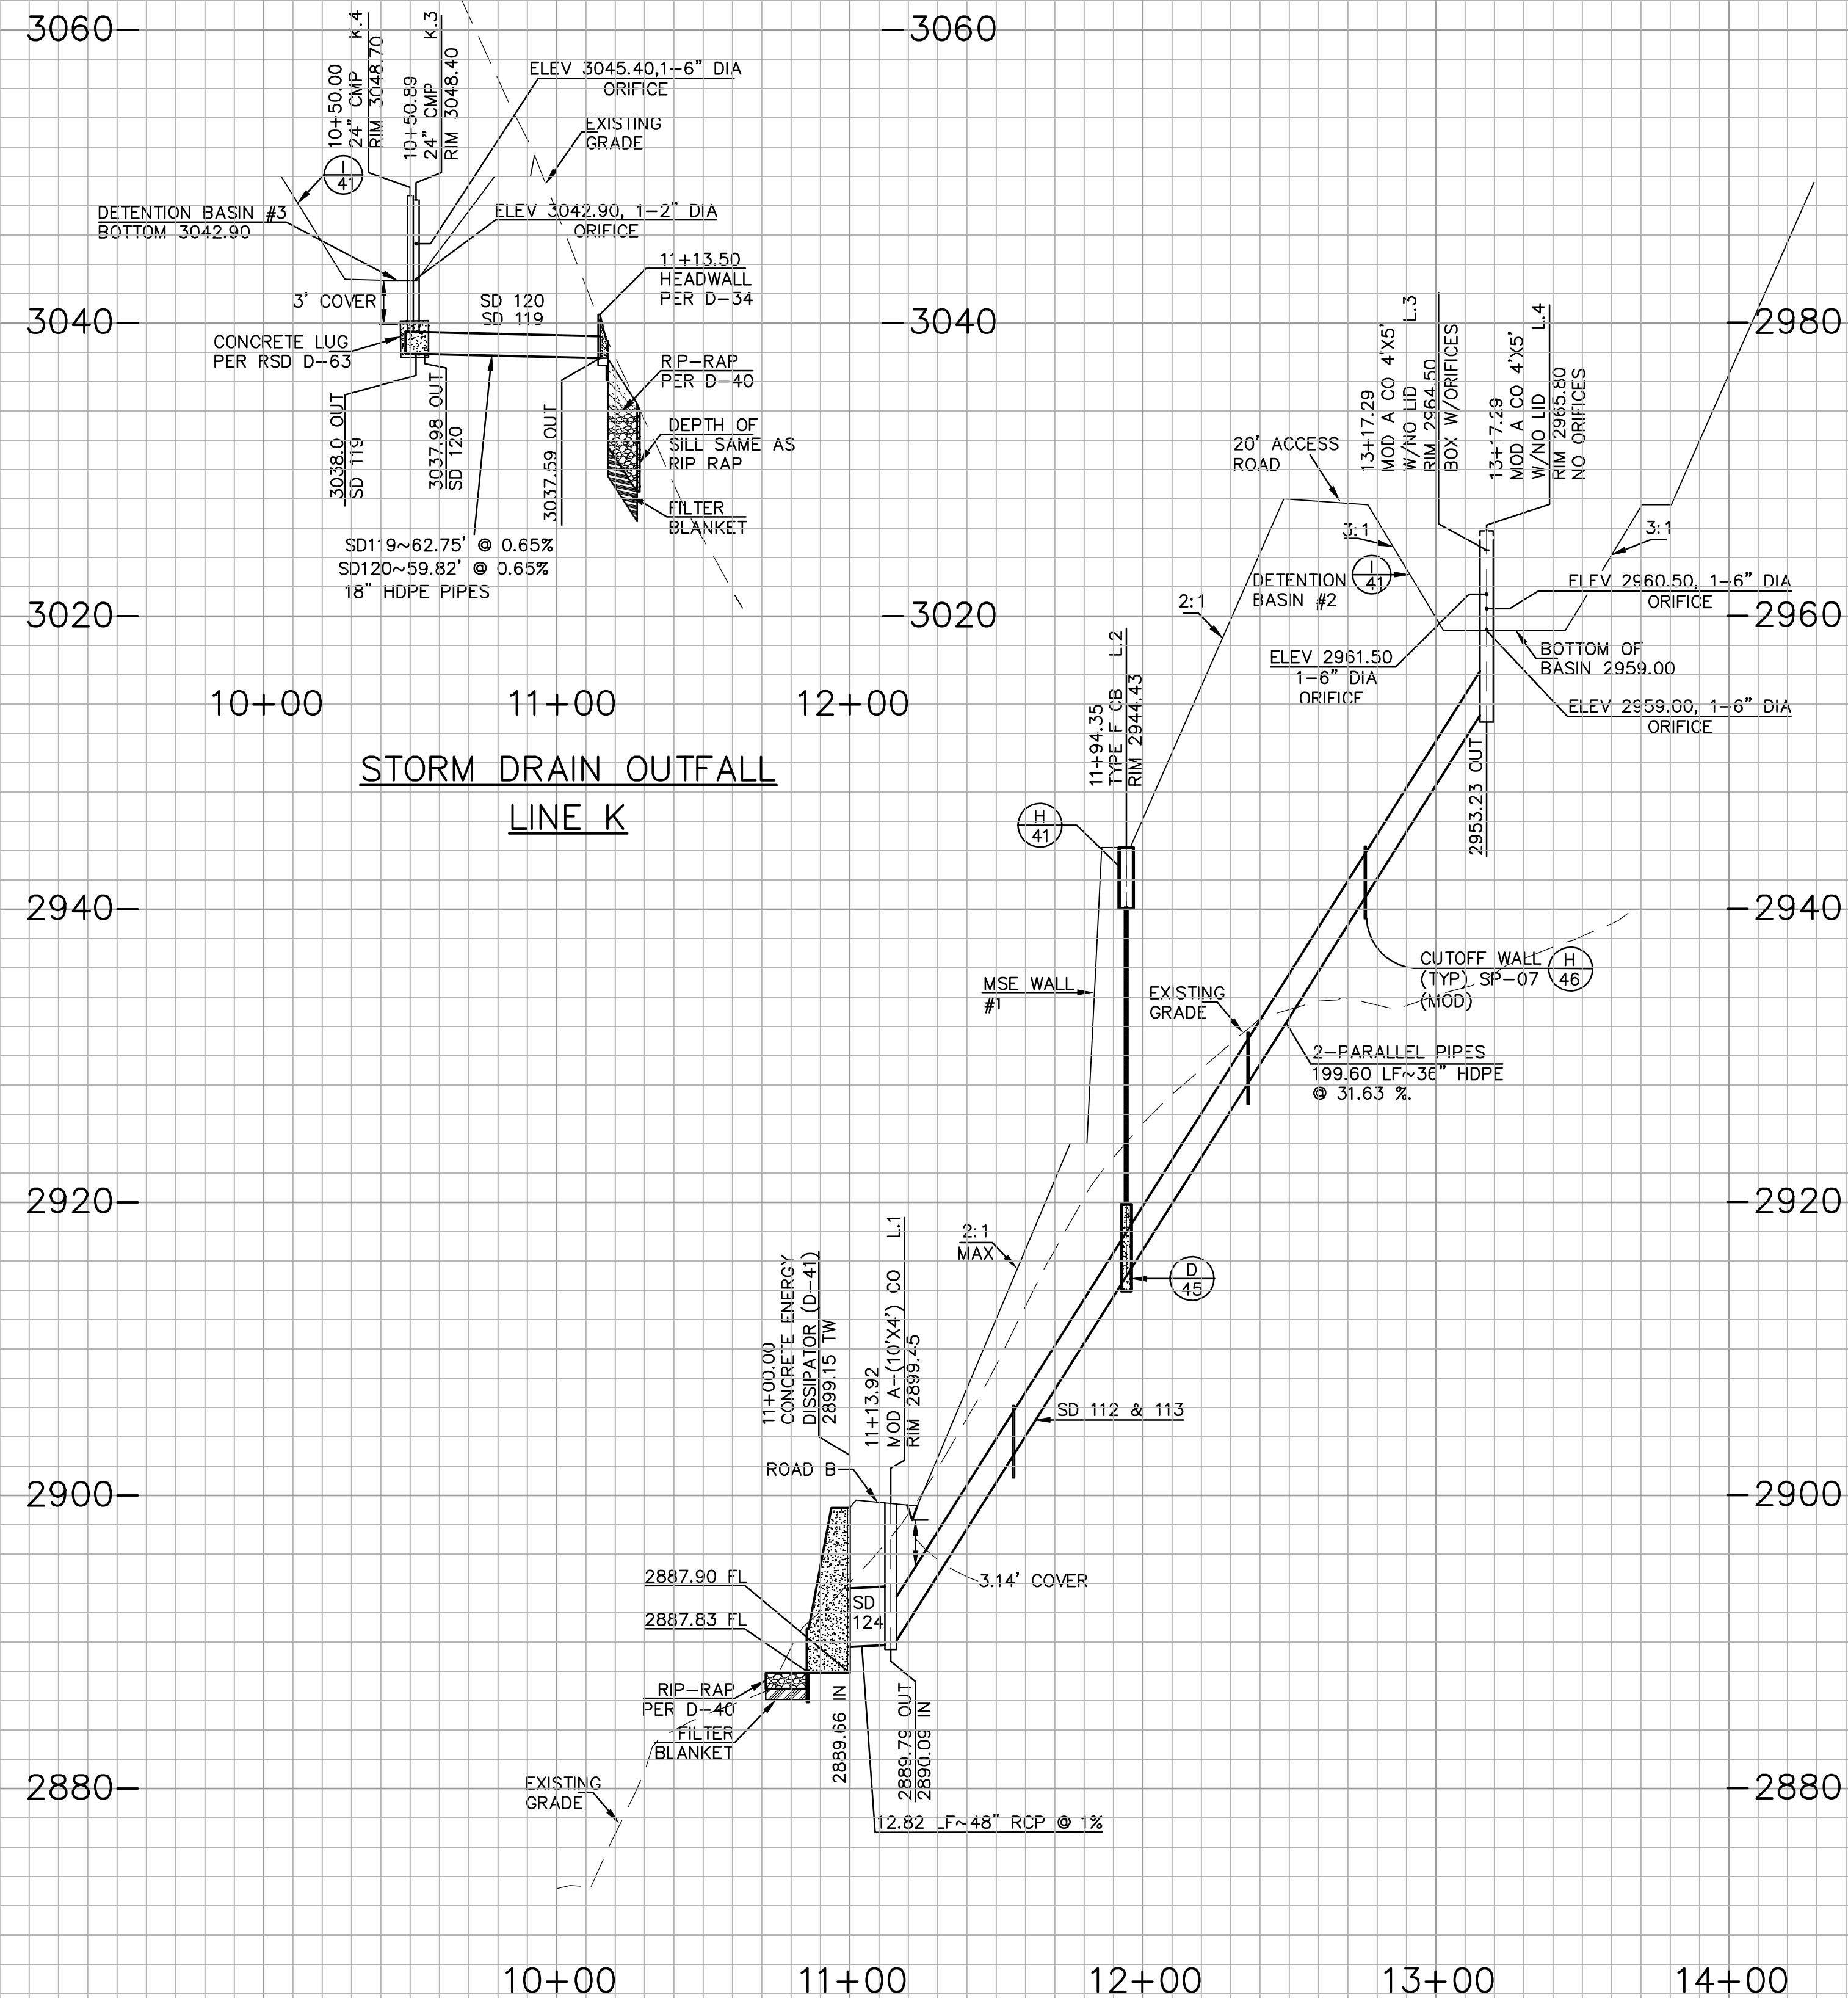 3060
3040
3020
3060
3040
3020
10+50.00
24" CMP K.4
RIM 3048.70
10+50.89
24" CMP K.3
RIM 3048.40
ELEV 3045.40,1-6" DIA
ORIFICE
EXISTING
GRADE
I
41
DETENTION BASIN #3
BOTTOM 3042.90
ELEV 3042.90, 1-2" DIA
ORIFICE
11+13.50
HEADWALL
PER D-34
3' COVER
SD 120
SD 119
CONCRETE LUG
PER RSD D-63
RIP-RAP
PER D-40
3038.0 OUT
SD 119
3037.98 OUT
SD 120
3037.59 OUT
DEPTH OF
SILL SAME AS
RIP RAP
FILTER
BLANKET
SD119~62.75' @ 0.65%
SD120~59.82' @ 0.65%
18" HDPE PIPES
10+00
11+00
12+00
STORM DRAIN OUTFALL
LINE K
2980
2960
2940
2920
2900
2880
2940
2920
2900
2880
13+17.29
MOD A CO 4'X5' L.3
W/NO LID
RIM 2964.50
BOX W/ORIFICES
13+17.29
MOD A CO 4'X5' L.4
W/NO LID
RIM 2965.80
NO ORIFICES
20' ACCESS
ROAD
3:1
3:1
DETENTION
BASIN #2
I
41
2:1
ELEV 2960.50, 1-6" DIA
ORIFICE
ELEV 2961.50
1-6" DIA
ORIFICE
BOTTOM OF
BASIN 2959.00
ELEV 2959.00, 1-6" DIA
ORIFICE
2953.23 OUT
11+94.35
TYPE F CB L.2
RIM 2944.43
H
41
MSE WALL
#1
EXISTING
GRADE
CUTOFF WALL
(TYP) SP-07
(MOD)
H
46
2-PARALLEL PIPES
199.60 LF~36" HDPE
@ 31.63 %.
2:1
MAX
D
45
11+00.00
CONCRETE ENERGY
DISSIPATOR (D-41)
2899.15 TW
11+13.92
MOD A-(10'X4') CO L.1
RIM 2899.45
SD 112 & 113
ROAD B
3.14' COVER
2887.90 FL
2887.83 FL
SD
124
RIP-RAP
PER D-40
FILTER
BLANKET
2889.66 IN
2889.79 OUT
2890.09 IN
EXISTING
GRADE
12.82 LF~48" RCP @ 1%
10+00
11+00
12+00
13+00
14+00